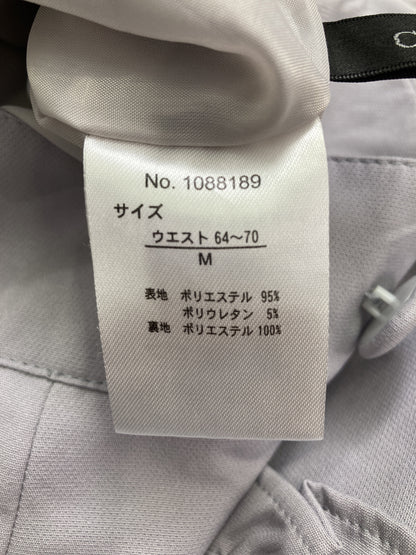 C
No. 1088189
サイズ
ウエスト 64～70
M
表地 ポリエステル 95%
ポリウレタン 5%
裏地 ポリエステル 100%